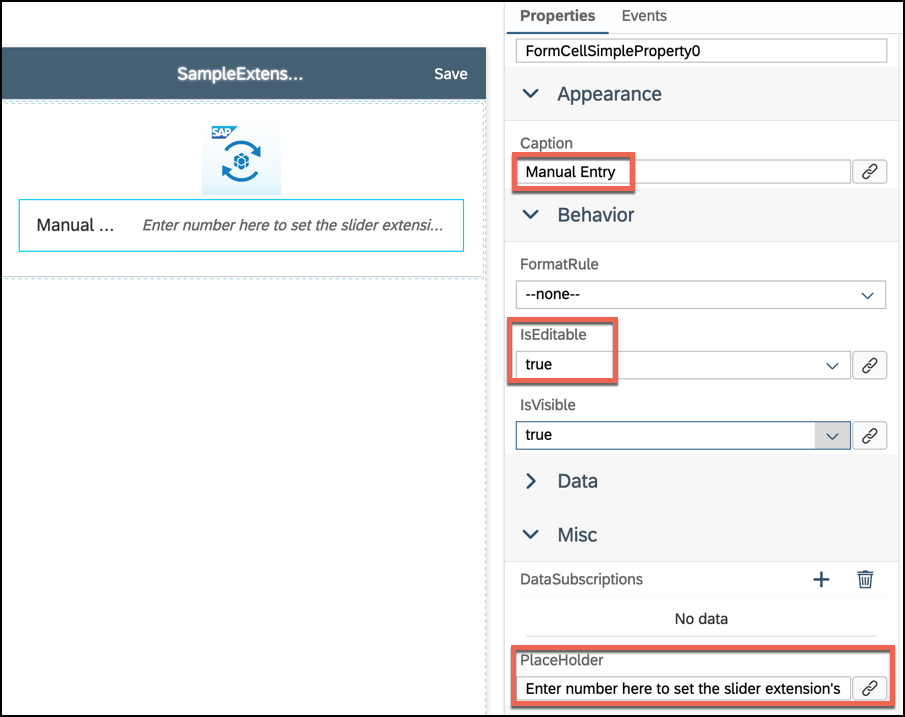 Properties Events
FormCellSimpleProperty0
SampleExtens... Save
Appearance
SAP
Caption
Manual Entry
Manual ... Enter number here to set the slider extensi...
Behavior
FormatRule
--none--
IsEditable
true
IsVisible
true
Data
Misc
DataSubscriptions
No data
PlaceHolder
Enter number here to set the slider extension's